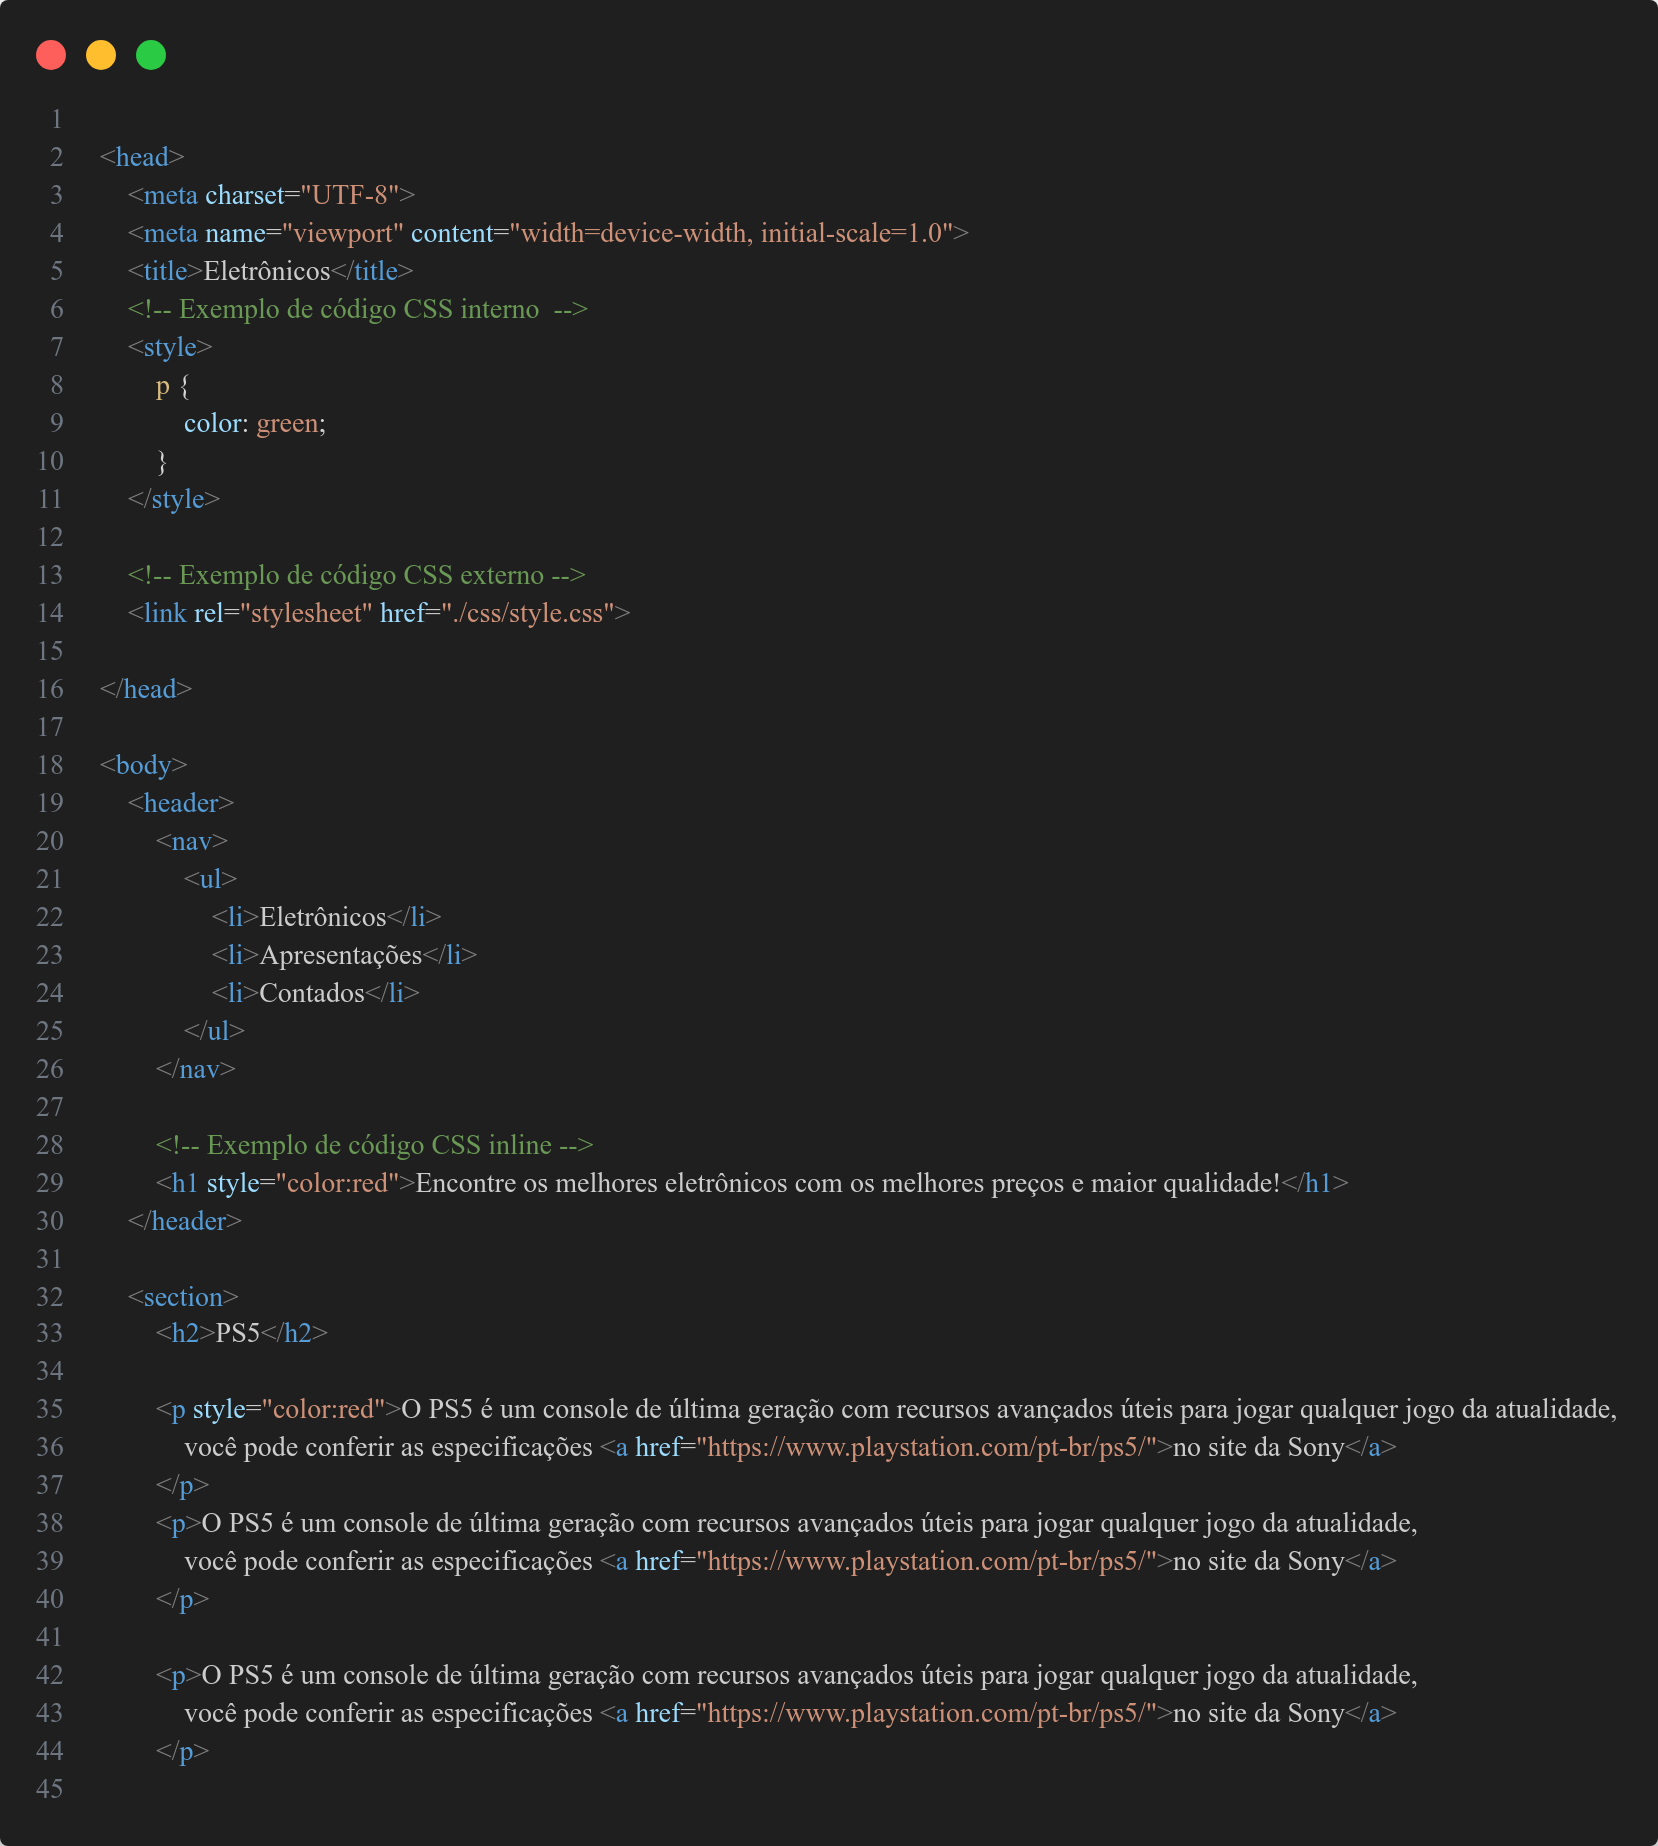 1
2 <head>
3 <meta charset="UTF-8">
4 <meta name="viewport" content="width=device-width, initial-scale=1.0">
5 <title>Eletrônicos</title>
6 <!-- Exemplo de código CSS interno  -->
7 <style>
8 p {
9 color: green;
10 }
11 </style>
12
13 <!-- Exemplo de código CSS externo -->
14 <link rel="stylesheet" href="./css/style.css">
15
16 </head>
17
18 <body>
19 <header>
20 <nav>
21 <ul>
22 <li>Eletrônicos</li>
23 <li>Apresentações</li>
24 <li>Contados</li>
25 </ul>
26 </nav>
27
28 <!-- Exemplo de código CSS inline -->
29 <h1 style="color:red">Encontre os melhores eletrônicos com os melhores preços e maior qualidade!</h1>
30 </header>
31
32 <section>
33 <h2>PS5</h2>
34
35 <p style="color:red">O PS5 é um console de última geração com recursos avançados úteis para jogar qualquer jogo da atualidade,
36 você pode conferir as especificações <a href="https://www.playstation.com/pt-br/ps5/">no site da Sony</a>
37 </p>
38 <p>O PS5 é um console de última geração com recursos avançados úteis para jogar qualquer jogo da atualidade,
39 você pode conferir as especificações <a href="https://www.playstation.com/pt-br/ps5/">no site da Sony</a>
40 </p>
41
42 <p>O PS5 é um console de última geração com recursos avançados úteis para jogar qualquer jogo da atualidade,
43 você pode conferir as especificações <a href="https://www.playstation.com/pt-br/ps5/">no site da Sony</a>
44 </p>
45